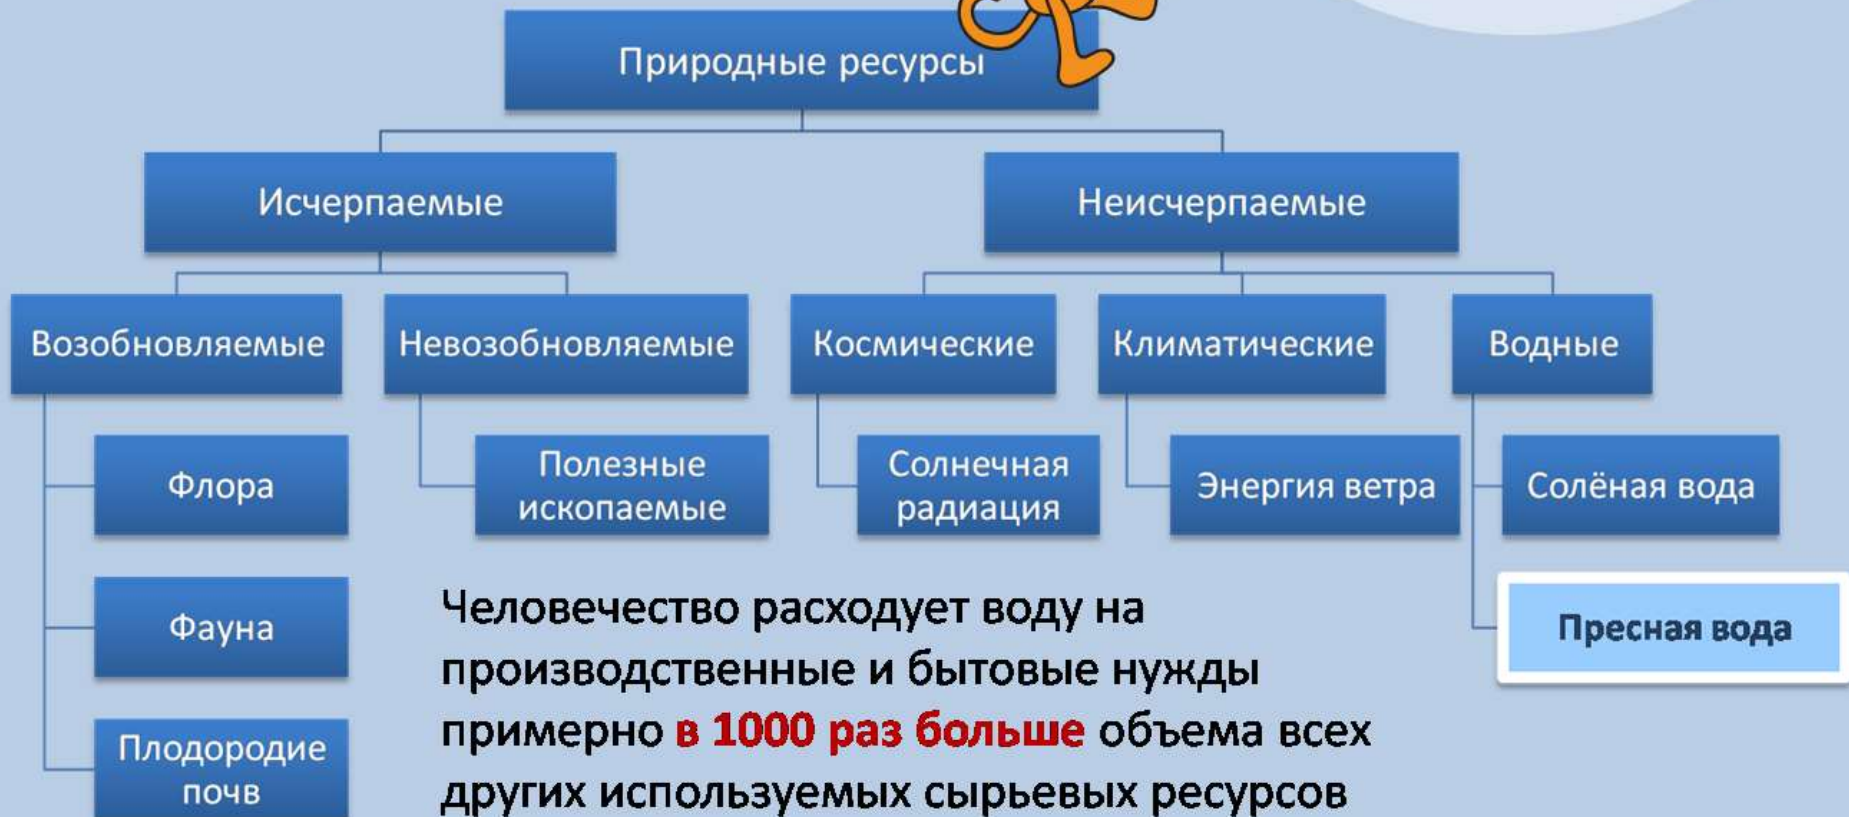 Природные ресурсы
Исчерпаемые
Неисчерпаемые
Возобновляемые
Невозобновляемые
Космические
Климатические
Водные
Флора
Полезные
ископаемые
Солнечная
радиация
Энергия ветра
Солёная вода
Фауна
Пресная вода
Плодородие
почв
Человечество расходует воду на
производственные и бытовые нужды
примерно в 1000 раз больше объема всех
других используемых сырьевых ресурсов